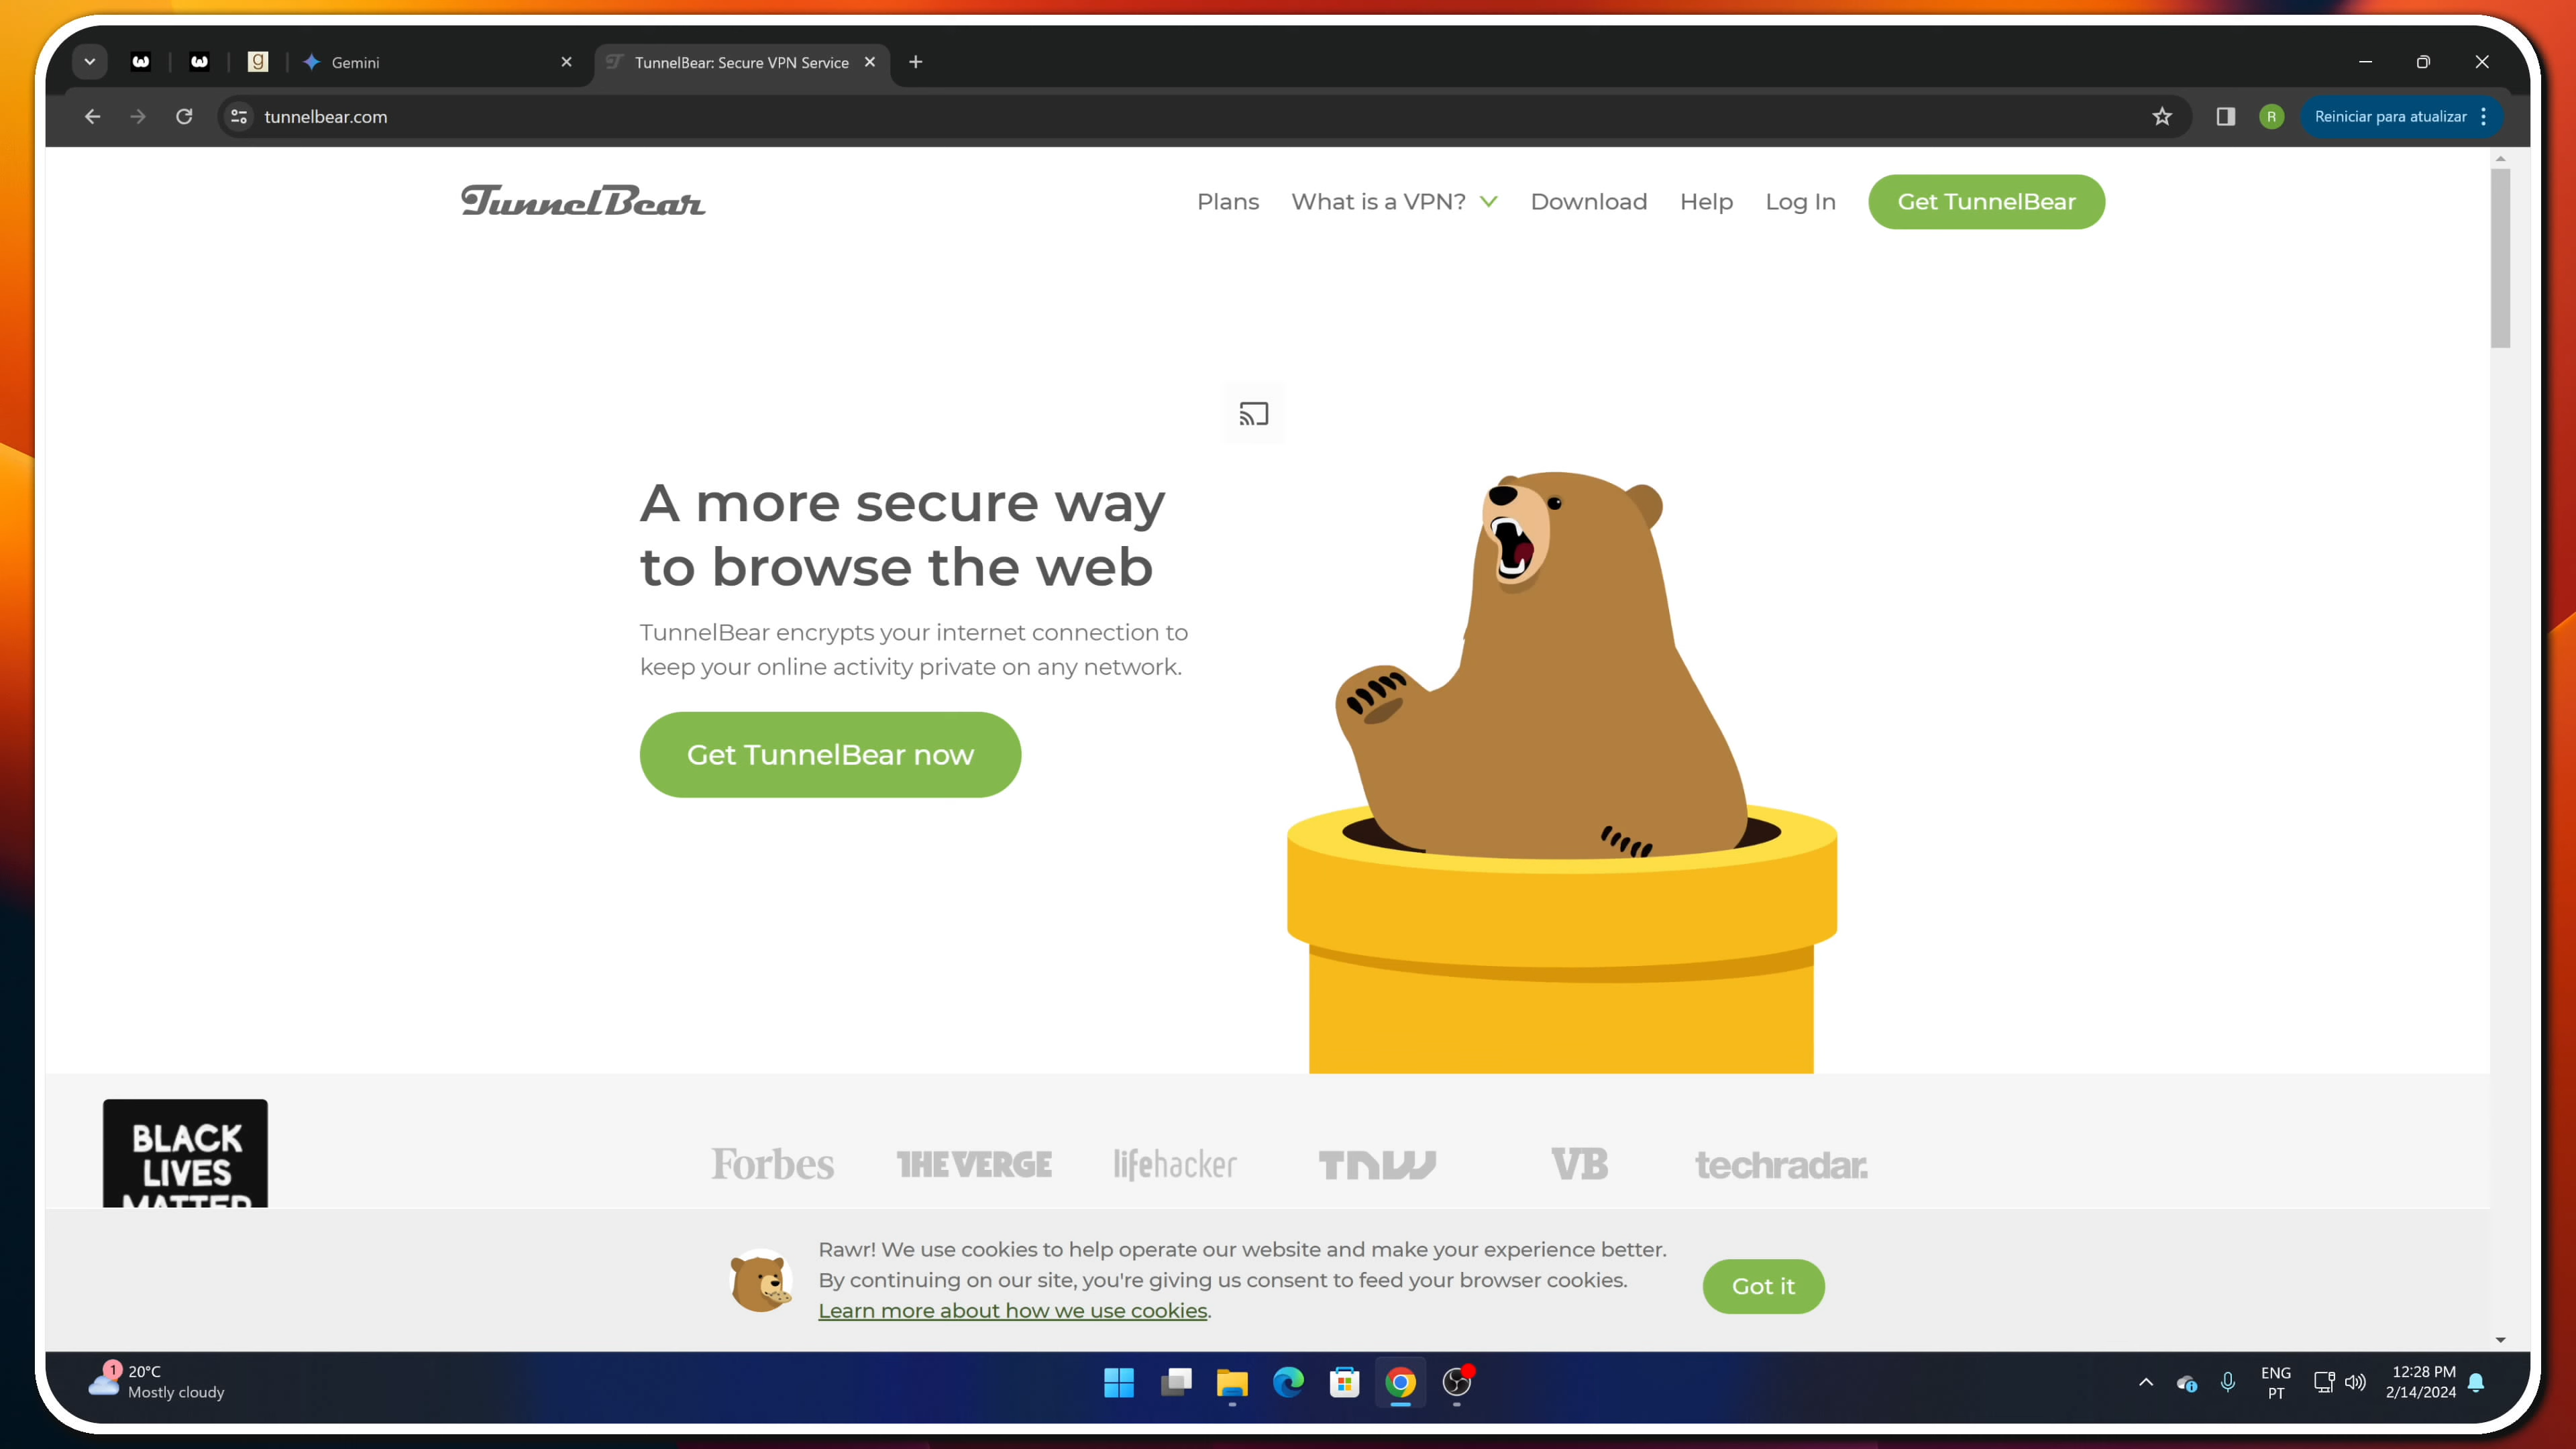 Gemini
TunnelBear: Secure VPN Service
tunnelbear.com
Reiniciar para atualizar
R
TunnelBear
Plans
What is a VPN?
Download
Help
Log In
Get TunnelBear
A more secure way
to browse the web
TunnelBear encrypts your internet connection to
keep your online activity private on any network.
Get TunnelBear now
BLACK
LIVES
MATTER
Forbes
THE VERGE
lifehacker
TNW
VB
techradar.
Rawr! We use cookies to help operate our website and make your experience better.
By continuing on our site, you're giving us consent to feed your browser cookies.
Learn more about how we use cookies.
Got it
1
20°C
Mostly cloudy
ENG
PT
12:28 PM
2/14/2024